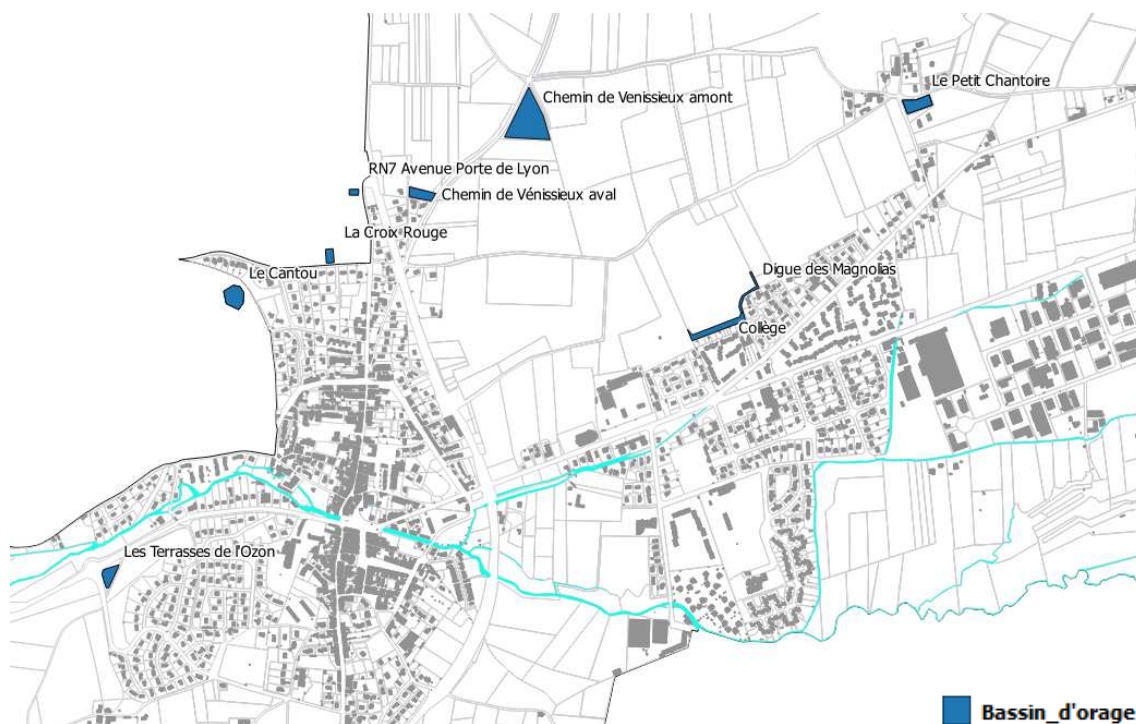 Le Petit Chantoire
Chemin de Venissieux amont
RN7 Avenue Porte de Lyon
Chemin de Vénissieux aval
La Croix Rouge
Le Cantou
Digue des Magnolias
Collège
Les Terrasses de l'Ozon
Bassin_d'orage